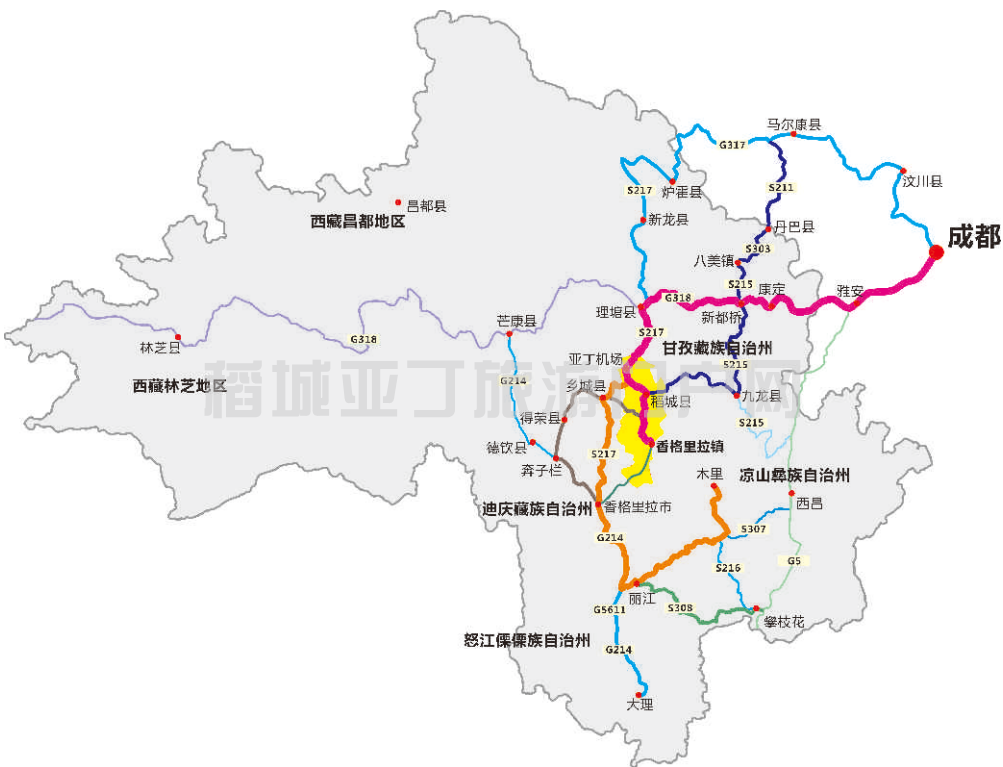 马尔康县
G317
汶川县
炉霍县
S217
S211
昌都县
西藏昌都地区
新龙县
丹巴县
成都
S303
八美镇
S215
康定
雅安
G318
理塘县
新都桥
芒康县
S217
林芝县
G318
甘孜藏族自治州
亚丁机场
S215
西藏林芝地区
G214
乡城县
稻城亚丁旅游
户网
稻城县
九龙县
得荣县
S215
德饮县
S217
香格里拉镇
奔子栏
木里
凉山彝族自治州
迪庆藏族自治州
香格里拉市
西昌
S307
G214
G5
S216
丽江
G5611
S308
攀枝花
怒江傈僳族自治州
G214
大理